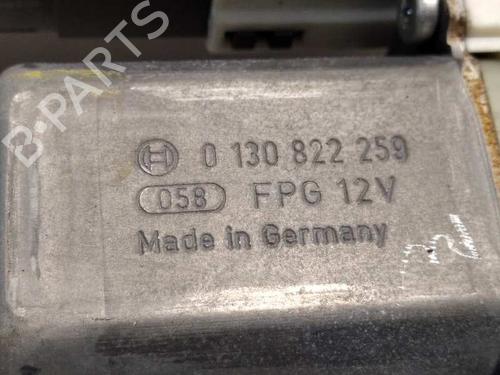 0 130 822 259
058 FPG 12V
Made in Germany
B-PARTS